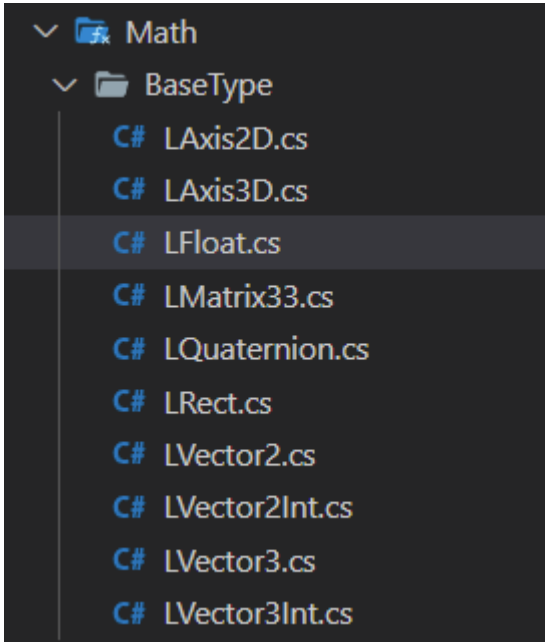 Math
BaseType
C# LAxis2D.cs
C# LAxis3D.cs
C# LFloat.cs
C# LMatrix33.cs
C# LQuaternion.cs
C# LRect.cs
C# LVector2.cs
C# LVector2Int.cs
C# LVector3.cs
C# LVector3Int.cs